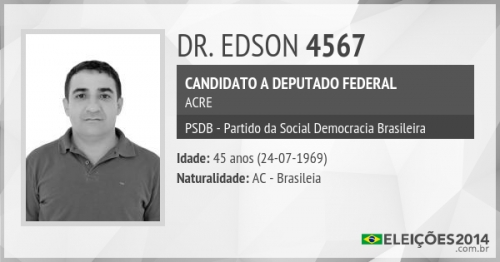 DR. EDSON 4567
CANDIDATO A DEPUTADO FEDERAL
ACRE
PSDB - Partido da Social Democracia Brasileira
Idade: 45 anos (24-07-1969)
Naturalidade: AC - Brasileia
ELEIÇÕES2014
.com.br